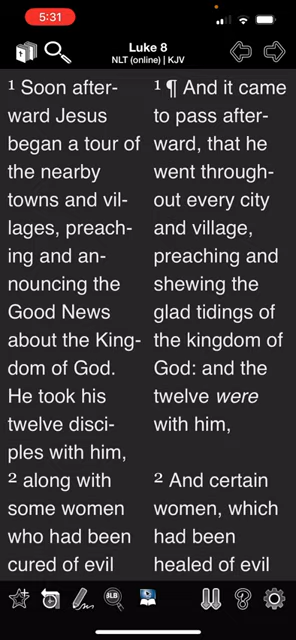 5:31
Luke 8
NLT (online) | KJV
1 Soon after-
ward Jesus
began a tour of
the nearby
towns and vil-
lages, preach-
ing and an-
nouncing the
Good News
about the King-
dom of God.
He took his
twelve disci-
ples with him,
2 along with
some women
who had been
cured of evil
1 ¶ And it came
to pass after-
ward, that he
went through-
out every city
and village,
preaching and
shewing the
glad tidings of
the kingdom of
God: and the
twelve were
with him,
2 And certain
women, which
had been
healed of evil
SLB